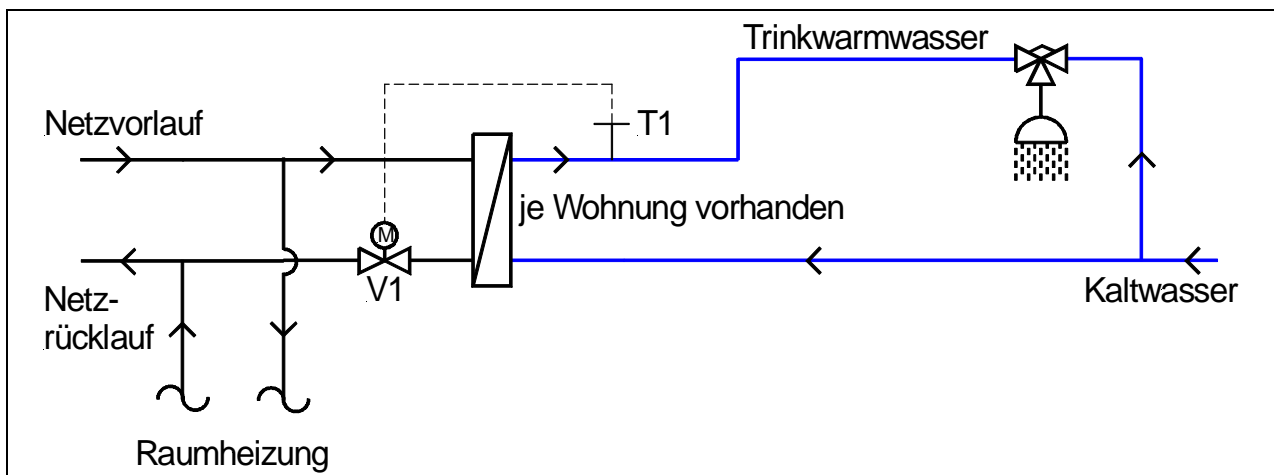 Trinkwarmwasser
Netzvorlauf
T1
je Wohnung vorhanden
M
V1
Netz-
rücklauf
Kaltwasser
Raumheizung